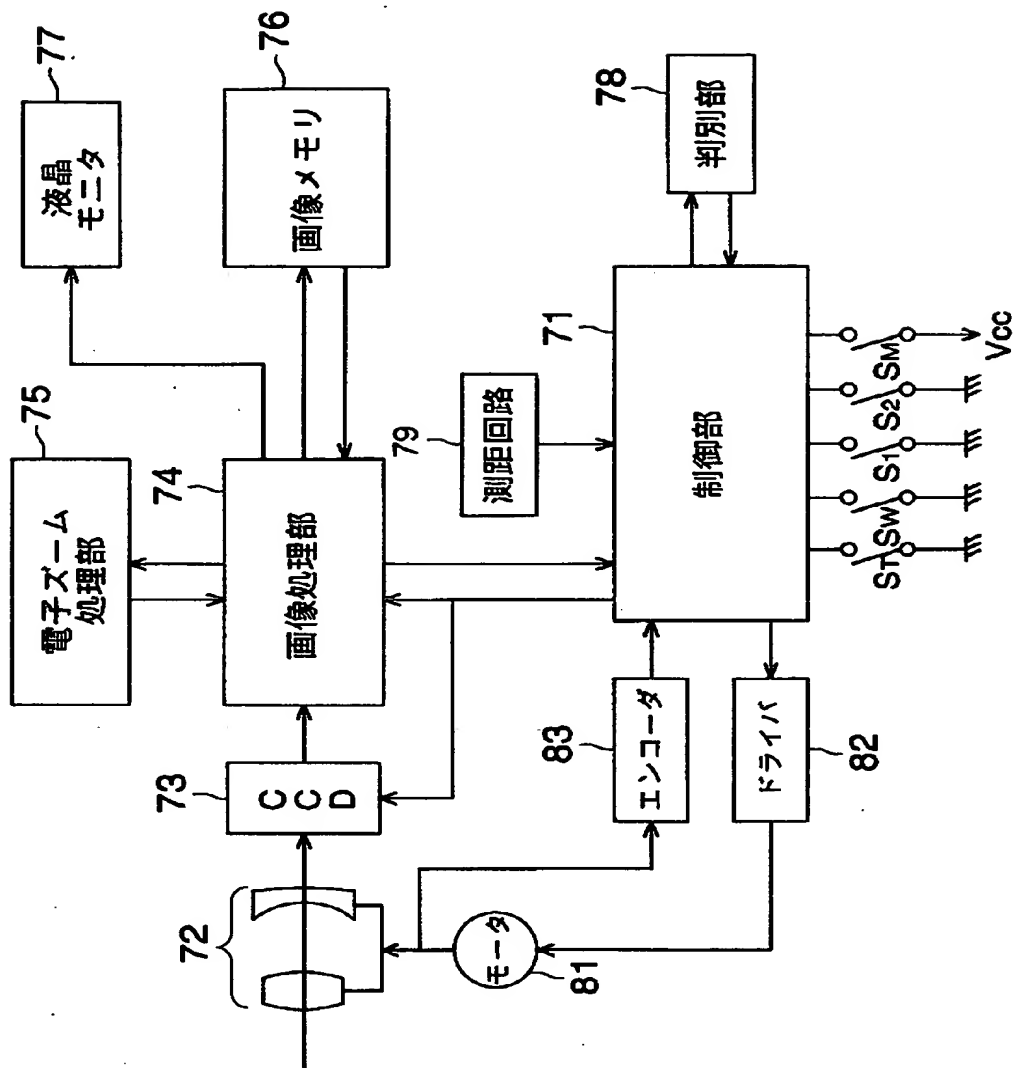 77
液晶
モニタ
76
画像メモリ
75
電子ズーム
処理部
74
画像処理部
73
CCD
72
78
判別部
71
制御部
79
測距回路
83
エンコーダ
82
ドライバ
81
モータ
ST
SW
S1
S2
SM
Vcc